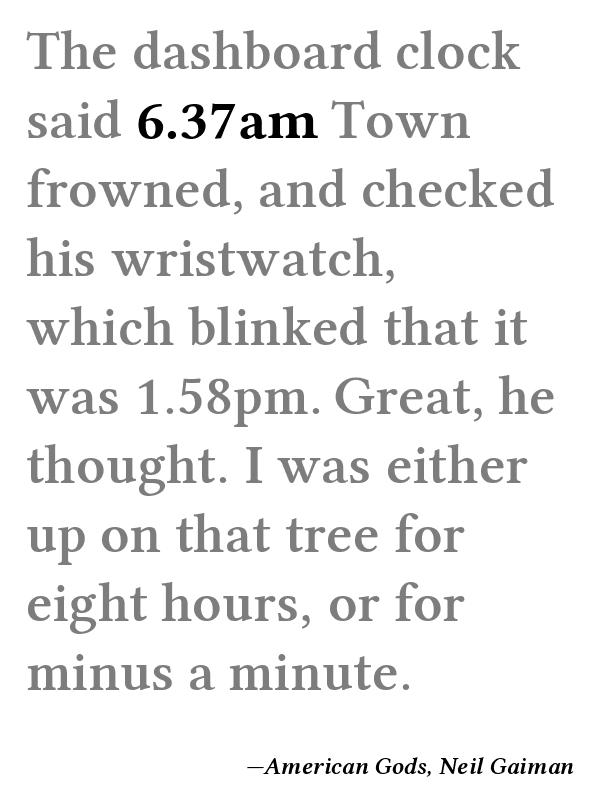 The dashboard clock
said 6.37am Town
frowned, and checked
his wristwatch,
which blinked that it
was 1.58pm. Great, he
thought. I was either
up on that tree for
eight hours, or for
minus a minute.
—American Gods, Neil Gaiman